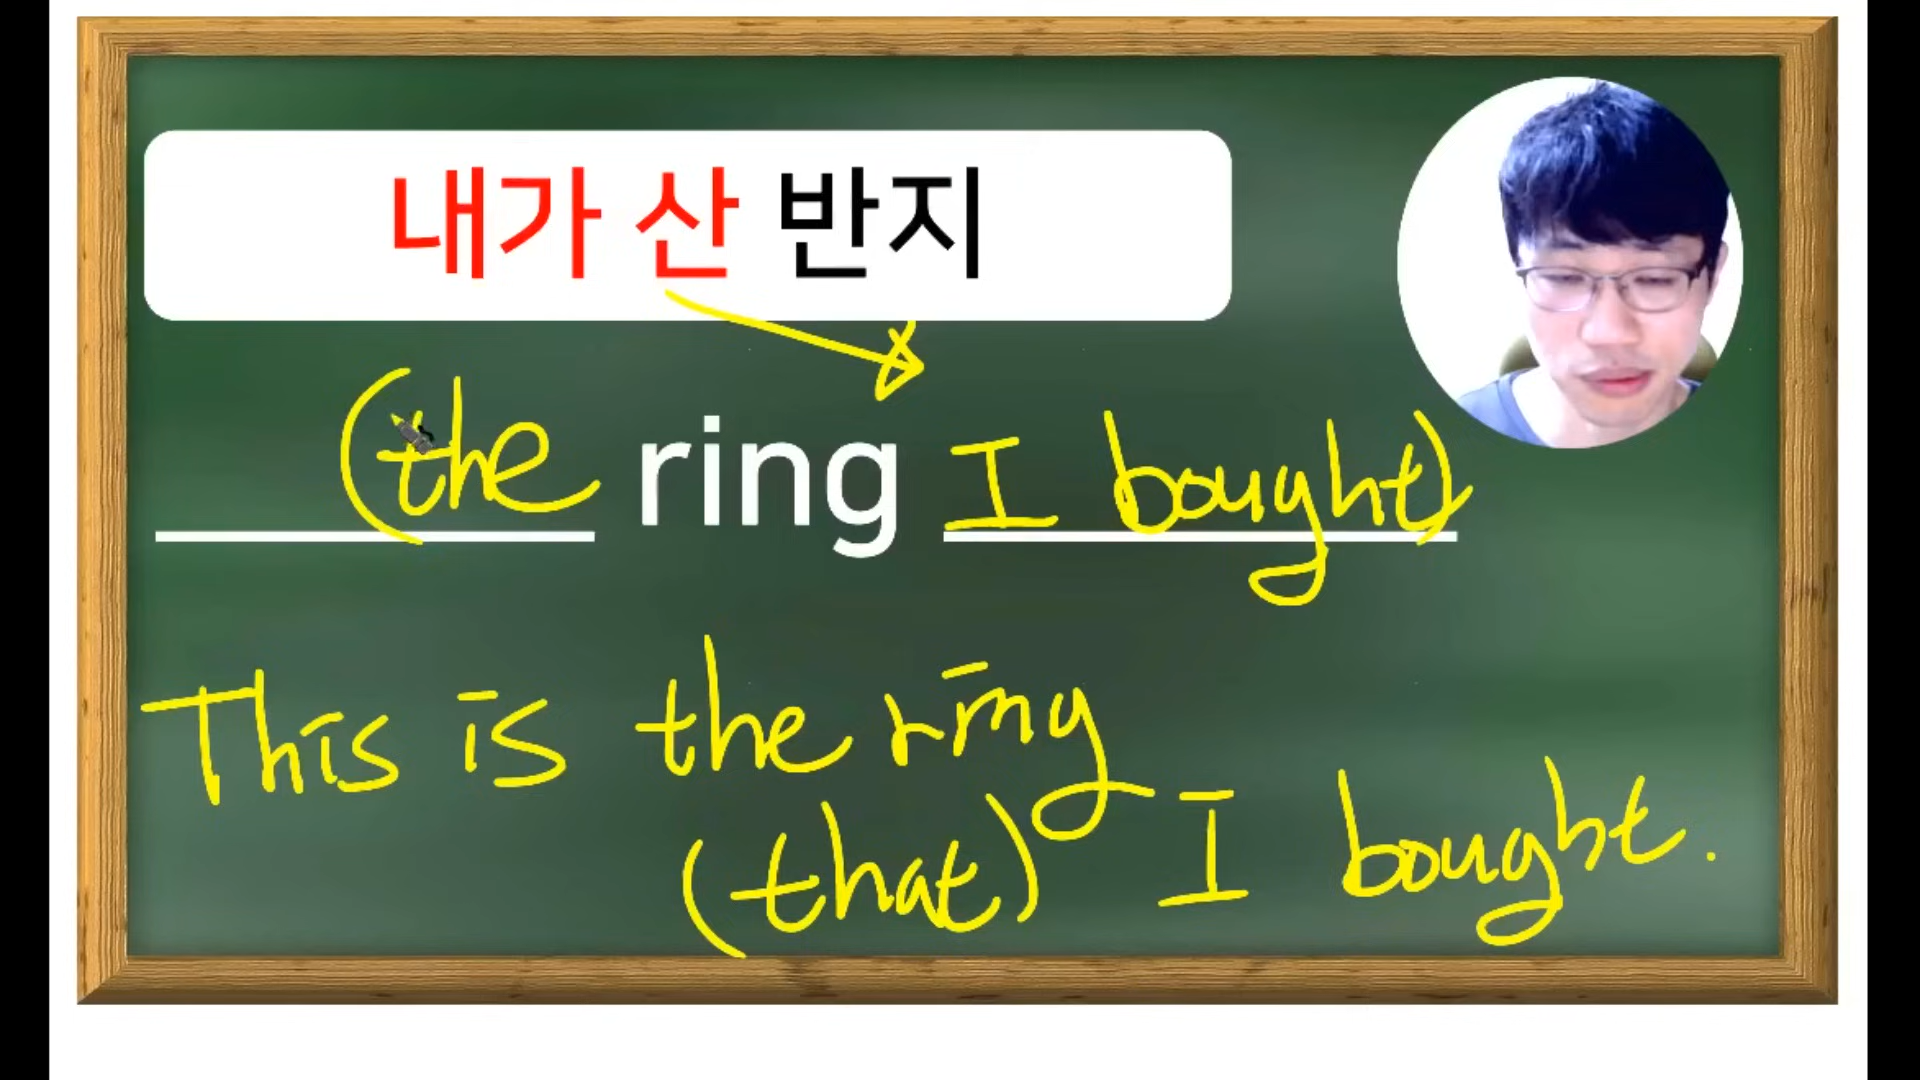 내가 산 반지
(the ring I bought)
This is the ring
(that) I bought.